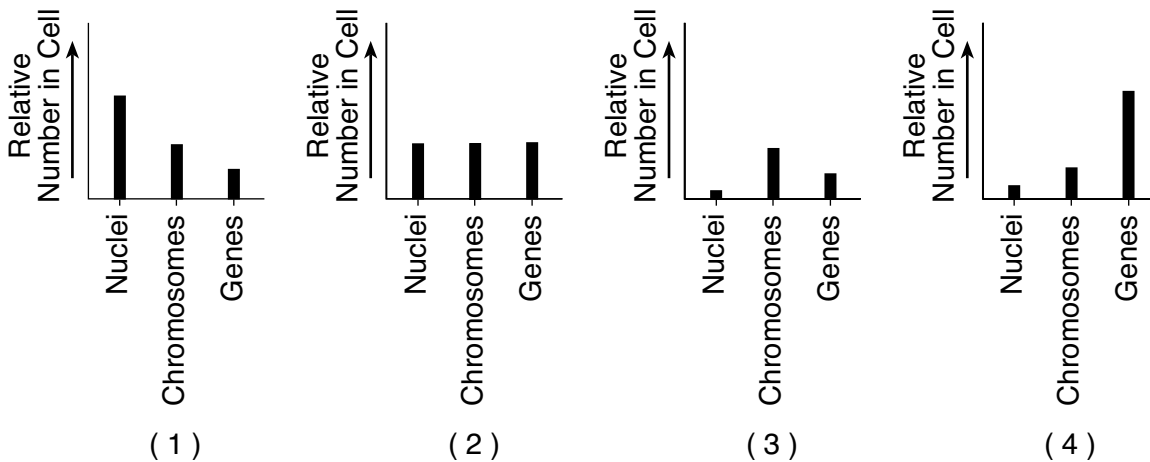 Relative
Number in Cell
Nuclei
Chromosomes
Genes
( 1 )
Relative
Number in Cell
Nuclei
Chromosomes
Genes
( 2 )
Relative
Number in Cell
Nuclei
Chromosomes
Genes
( 3 )
Relative
Number in Cell
Nuclei
Chromosomes
Genes
( 4 )